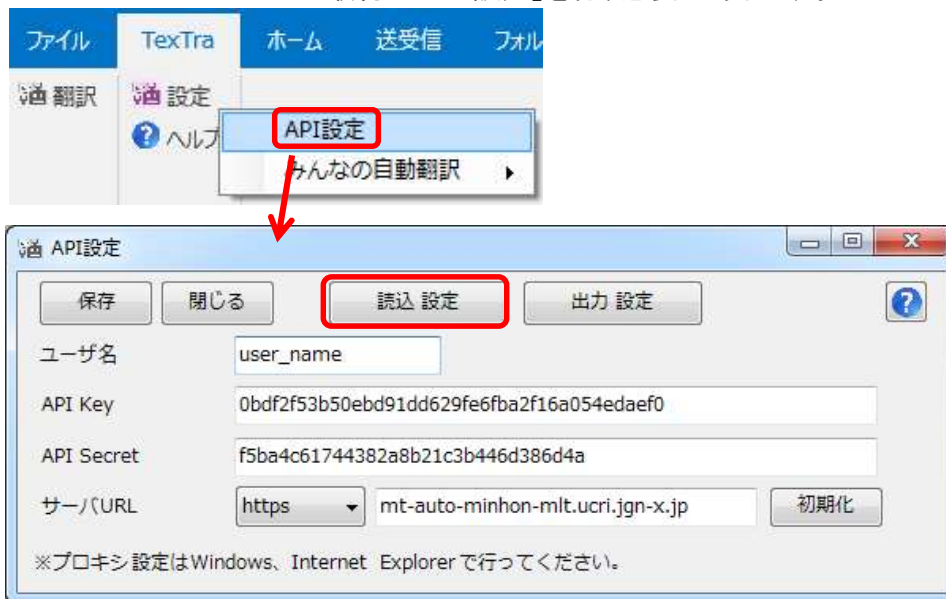 ファイル TexTra ホーム 送受信 フォル
翻訳 設定
ヘルプ API設定
みんなの自動翻訳
API設定
保存 閉じる 読込 設定 出力 設定
ユーザ名 user_name
API Key 0bdf2f53b50ebd91dd629fe6fba2f16a054edaef0
API Secret f5ba4c61744382a8b21c3b446d386d4a
サーバURL https mt-auto-minhon-mlt.ucri.jgn-x.jp 初期化
※プロキシ設定はWindows、Internet Explorerで行ってください。